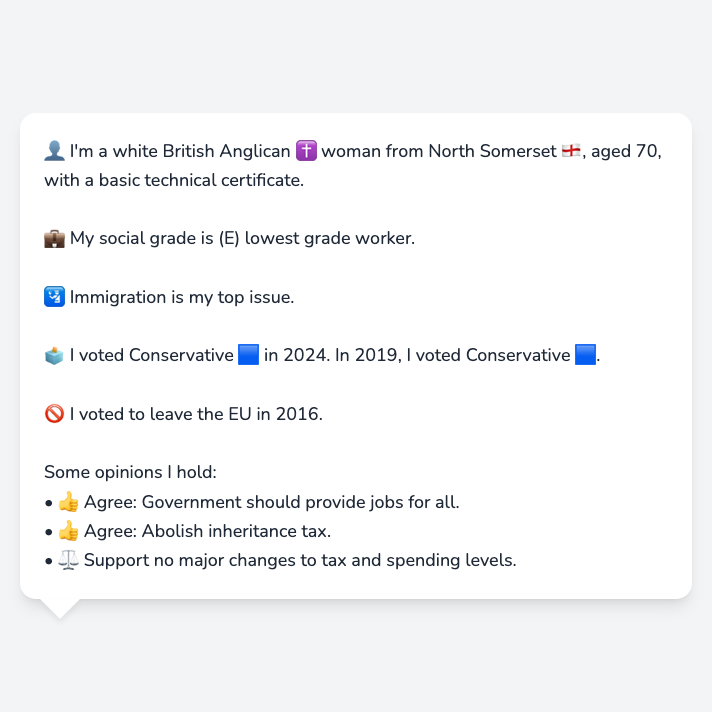 👤 I'm a white British Anglican ✝️ woman from North Somerset 🏴󠁧󠁢󠁥󠁮󠁧󠁿, aged 70,
with a basic technical certificate.
💼 My social grade is (E) lowest grade worker.
🛂 Immigration is my top issue.
🗳️ I voted Conservative 🟦 in 2024. In 2019, I voted Conservative 🟦.
🚫 I voted to leave the EU in 2016.
Some opinions I hold:
• 👍 Agree: Government should provide jobs for all.
• 👍 Agree: Abolish inheritance tax.
• ⚖️ Support no major changes to tax and spending levels.